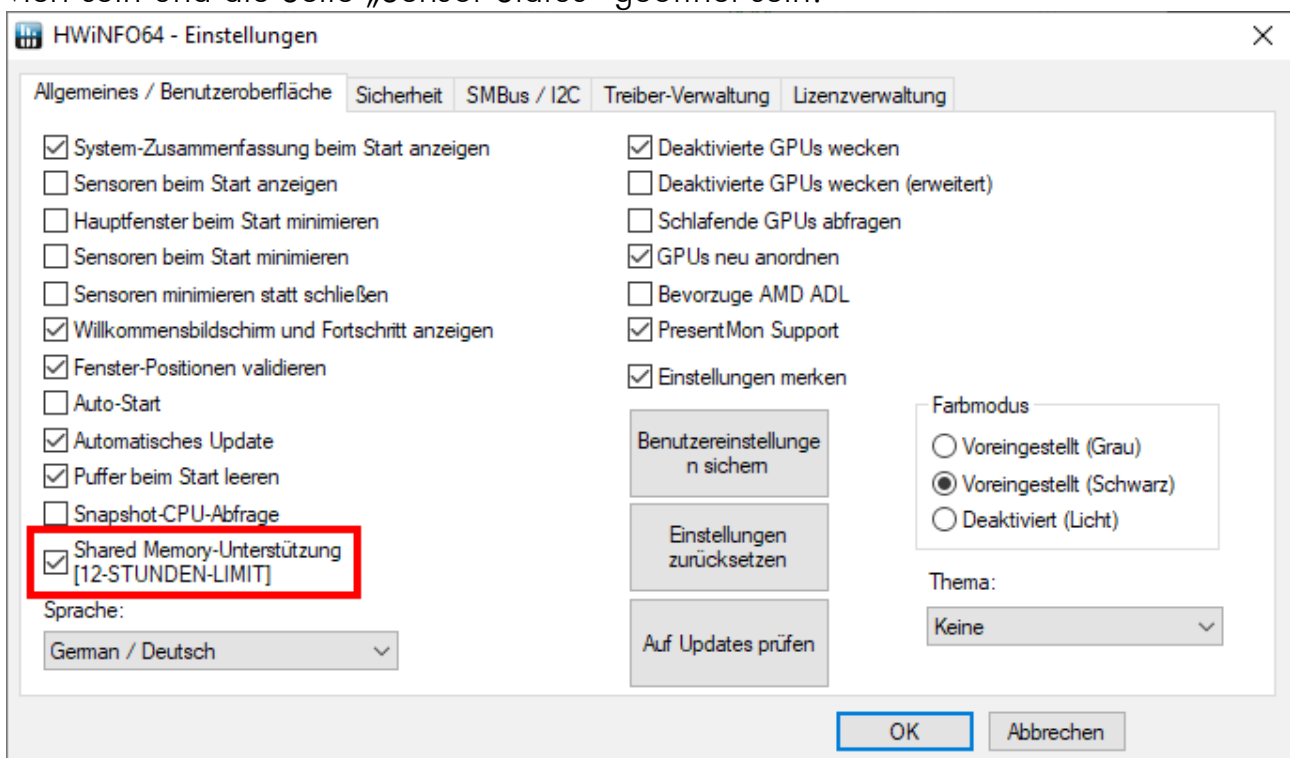 HWiNFO64 - Einstellungen
Allgemeines / Benutzeroberfläche
Sicherheit
SMBus / I2C
Treiber-Verwaltung
Lizenzverwaltung
System-Zusammenfassung beim Start anzeigen
Sensoren beim Start anzeigen
Hauptfenster beim Start minimieren
Sensoren beim Start minimieren
Sensoren minimieren statt schließen
Willkommensbildschirm und Fortschritt anzeigen
Fenster-Positionen validieren
Auto-Start
Automatisches Update
Puffer beim Start leeren
Snapshot-CPU-Abfrage
Shared Memory-Unterstützung
[12-STUNDEN-LIMIT]
Sprache:
German / Deutsch
Deaktivierte GPUs wecken
Deaktivierte GPUs wecken (erweitert)
Schlafende GPUs abfragen
GPUs neu anordnen
Bevorzuge AMD ADL
PresentMon Support
Einstellungen merken
Benutzereinstellunge
n sichern
Einstellungen
zurücksetzen
Auf Updates prüfen
Farbmodus
Voreingestellt (Grau)
Voreingestellt (Schwarz)
Deaktiviert (Licht)
Thema:
Keine
OK
Abbrechen